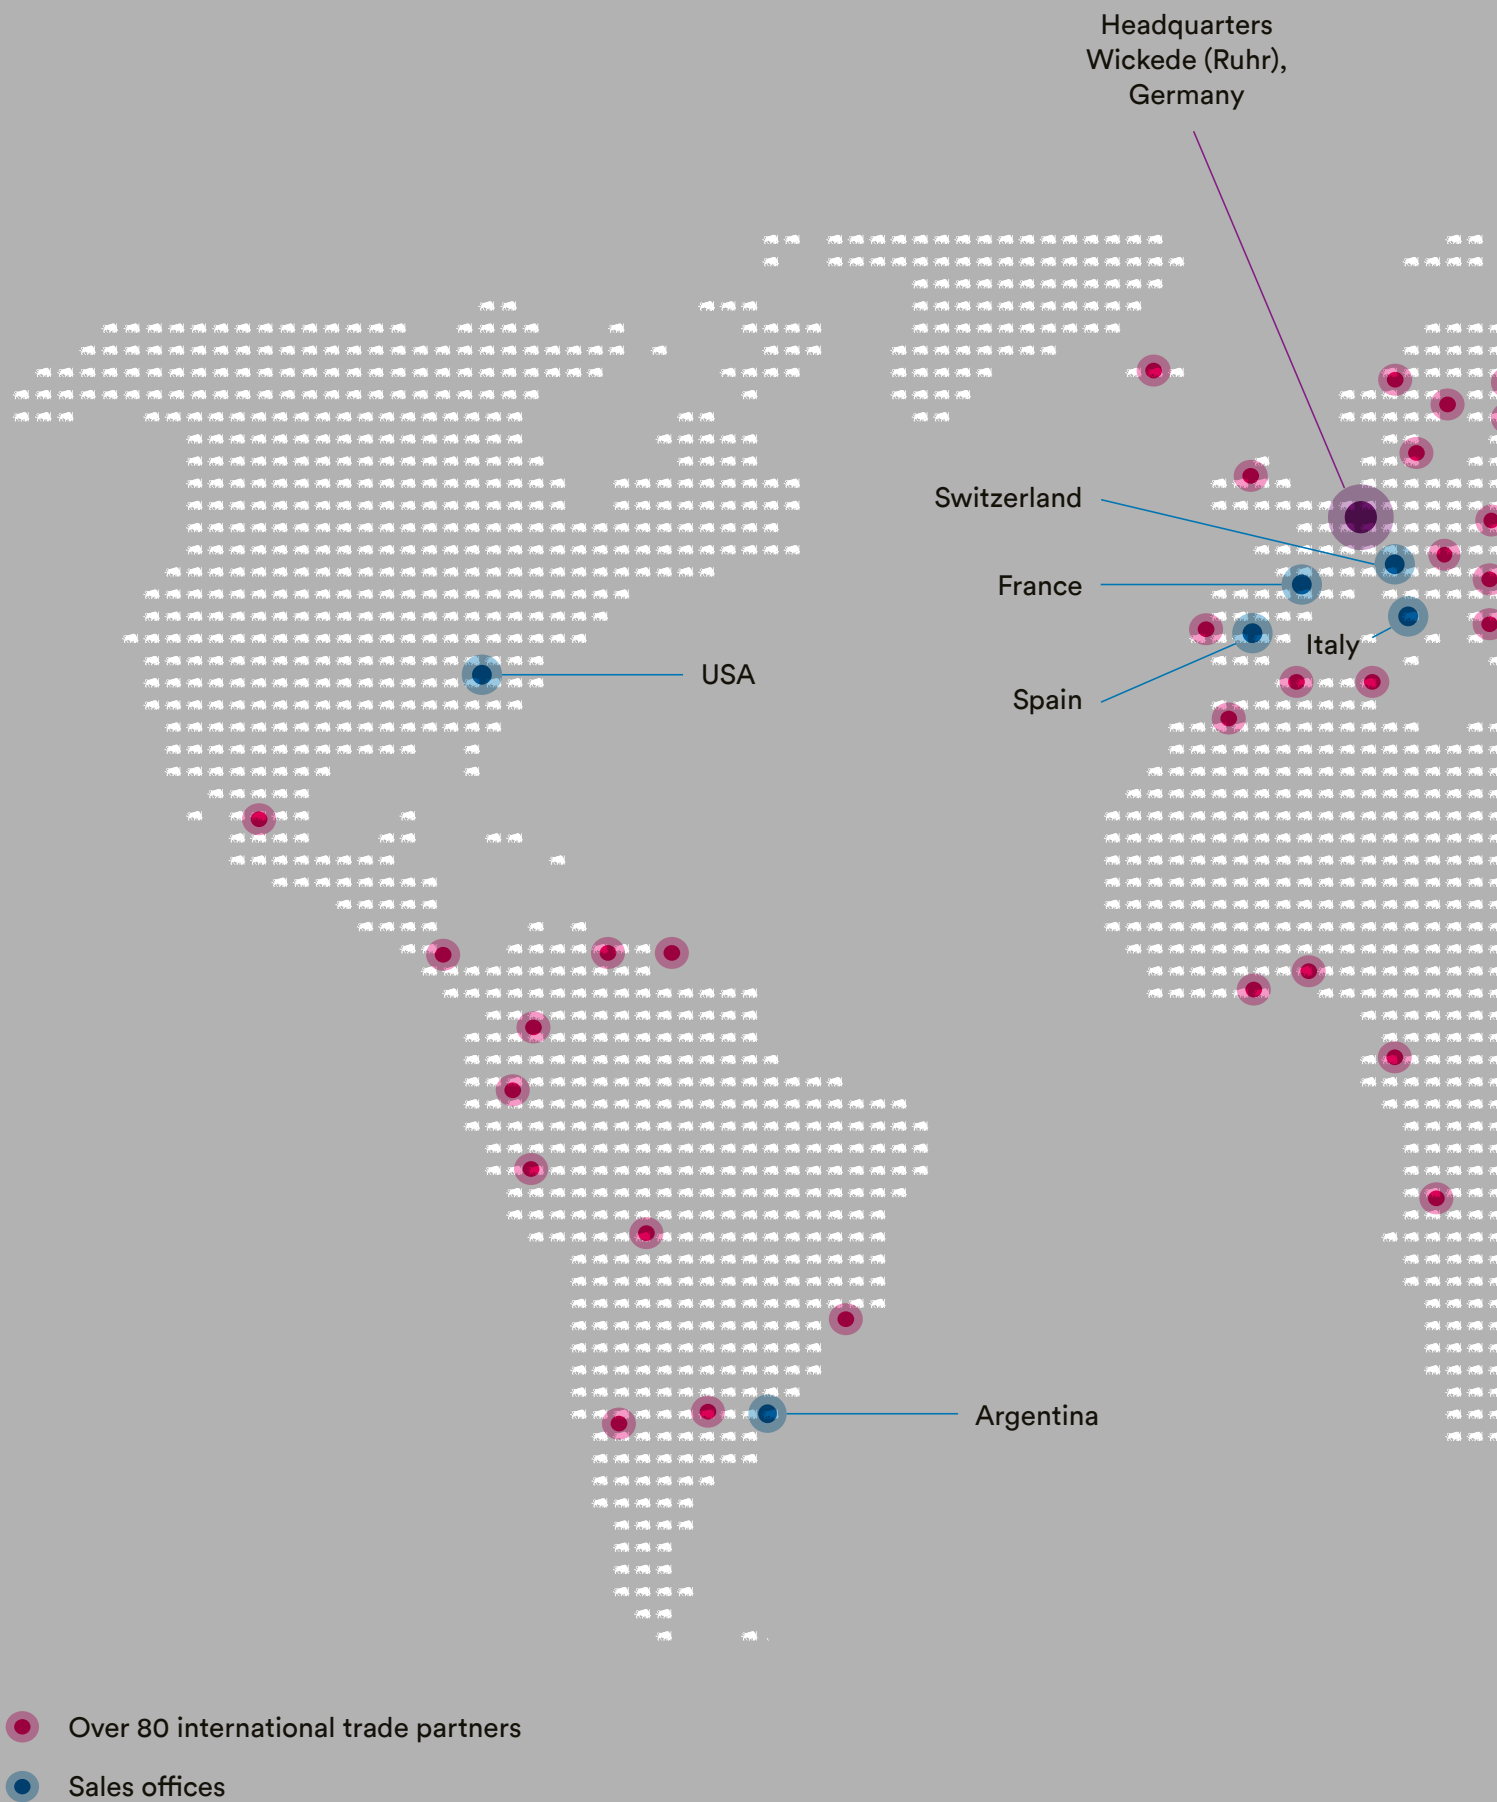 Headquarters
Wickede (Ruhr),
Germany
Switzerland
France
Italy
USA
Spain
Argentina
Over 80 international trade partners
Sales offices